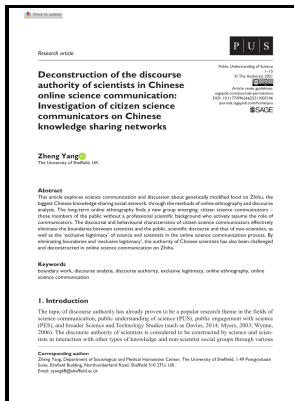 Check for updates
Research article
P U S
Deconstruction of the discourse
authority of scientists in Chinese
online science communication:
Investigation of citizen science
communicators on Chinese
knowledge sharing networks
Public Understanding of Science
1–15
© The Author(s) 2021
Article reuse guidelines:
sagepub.com/journals-permissions
journals.sagepub.com/home/pus
SAGE
Zheng Yang
The University of Sheffield, UK
Abstract
This article explores science communication and discussion about genetically modified food on Zhihu, the
biggest Chinese knowledge-sharing social network, through the methods of online ethnography and discourse
analysis. The long-term online ethnography finds a new group emerging: citizen science communicators –
those members of the public without a professional scientific background who actively assume the role of
communicators. The discoursal and behavioural characteristics of citizen science communicators effectively
eliminate the boundaries between scientists and the public, scientific discourse and that of non-scientists, as
well as the 'exclusive legitimacy' of science and scientists in the online science communication process. By
eliminating boundaries and 'exclusive legitimacy', the authority of Chinese scientists has also been challenged
and deconstructed in online science communication on Zhihu.
Keywords
boundary work, discourse analysis, discourse authority, exclusive legitimacy, online ethnography, online
science communication
1. Introduction
The topic of discourse authority has already proven to be a popular research theme in the fields of
science communication, public understanding of science (PUS), public engagement with science
(PES), and broader Science and Technology Studies (such as Davies, 2014; Myers, 2003; Wynne,
2006). The discourse authority of scientists is considered to be constructed by science and scien-
tists in interaction with other types of knowledge and non-scientist social groups through various
Corresponding author:
Zheng Yang, Department of Sociological and Medical Humanities Center, The University of Sheffield, 1.49 Postgraduate
Suite, Elmfield Building, Northumberland Road, Sheffield S10 2TU, UK.